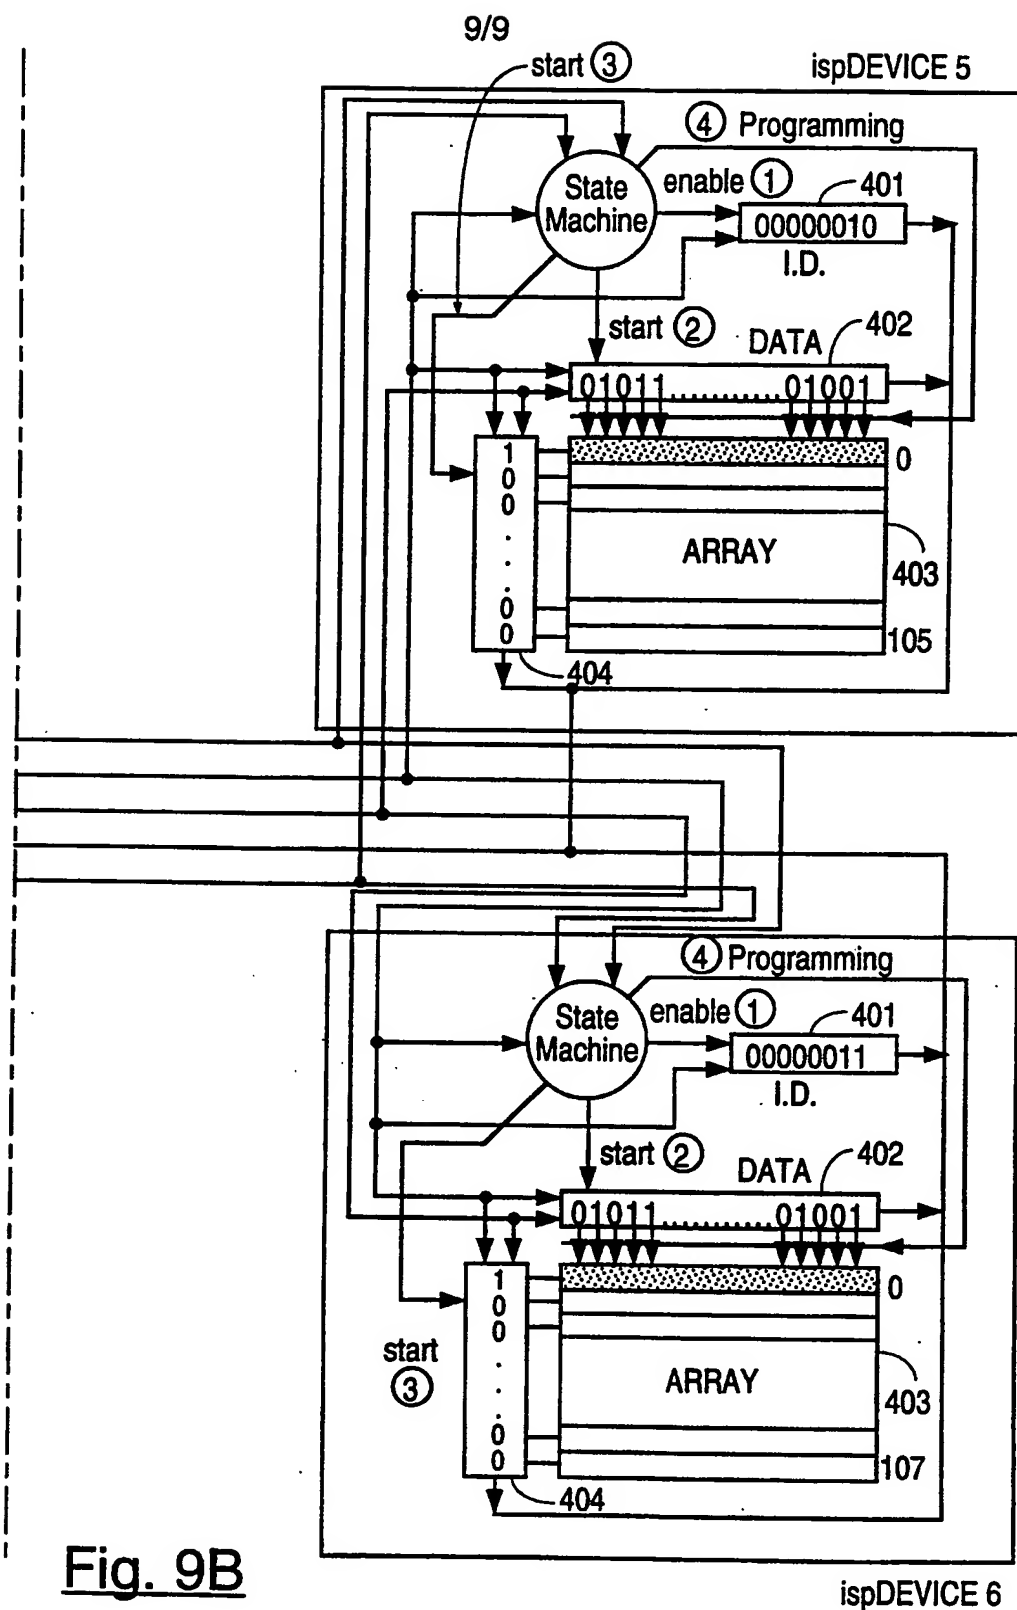 9/9
start ③
ispDEVICE 5
④ Programming
State
Machine
enable ①
401
00000010
I.D.
start ②
DATA
402
01011 01001
1
0
0
.
.
.
0
0
0
ARRAY
403
105
404
④ Programming
State
Machine
enable ①
401
00000011
I.D.
start ②
DATA
402
01011 01001
1
0
0
.
.
.
0
0
0
start
③
ARRAY
403
107
404
Fig. 9B
ispDEVICE 6